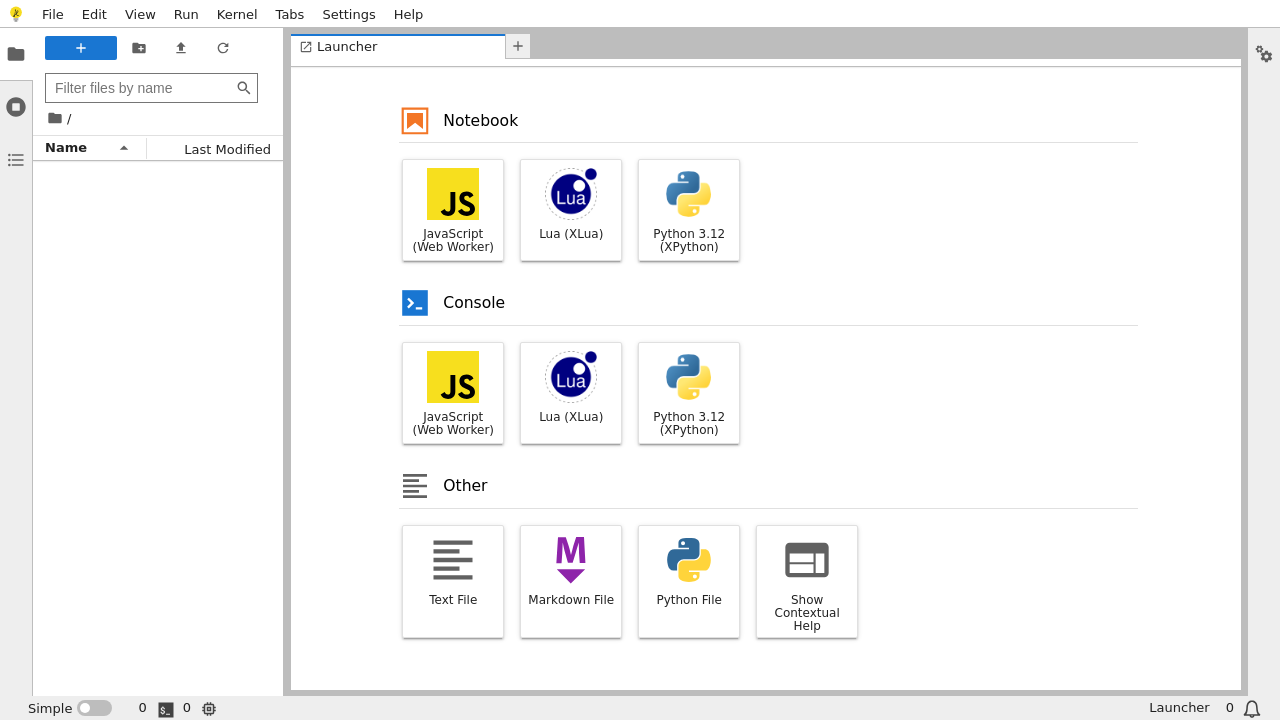 File Edit View Run Kernel Tabs Settings Help
Launcher
Filter files by name
/
Name Last Modified
Notebook
JS
JavaScript
(Web Worker)
Lua
Lua (XLua)
Python 3.12
(XPython)
Console
JS
JavaScript
(Web Worker)
Lua
Lua (XLua)
Python 3.12
(XPython)
Other
Text File
M
Markdown File
Python File
Show
Contextual
Help
Simple 0 $_ 0 Launcher 0